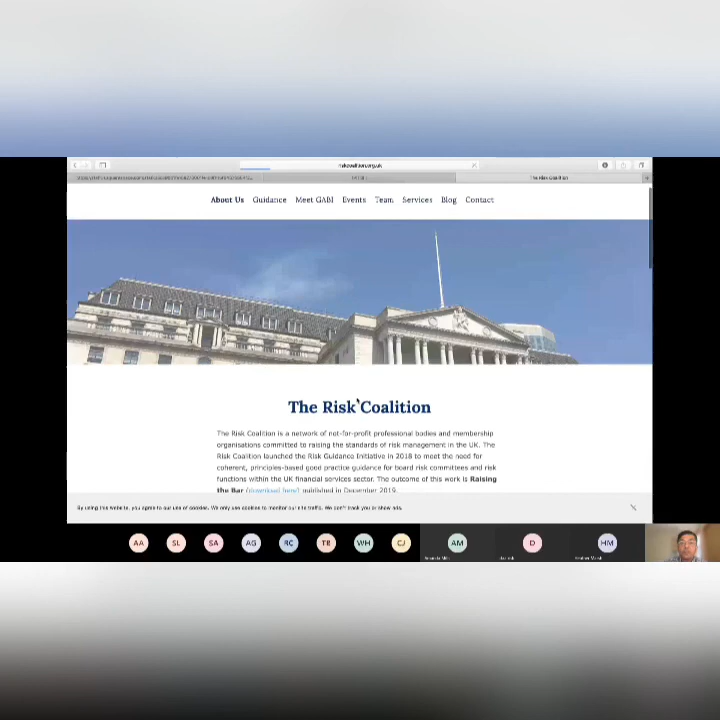 riskcoalition.org.uk
The Risk Coalition
About Us Guidance Meet GABI Events Team Services Blog Contact
The Risk Coalition
The Risk Coalition is a network of not-for-profit professional bodies and membership
organisations committed to raising the standards of risk management in the UK. The
Risk Coalition launched the Risk Guidance Initiative in 2018 to meet the need for
coherent, principles-based good practice guidance for board risk committees and risk
functions within the UK financial services sector. The outcome of this work is Raising
the Bar (download here) published in December 2019.
By using this website, you agree to our use of cookies. We only use cookies to monitor our site traffic. We don't track you or show ads.
AA SL SA AG RC TB WH CJ AM D HM